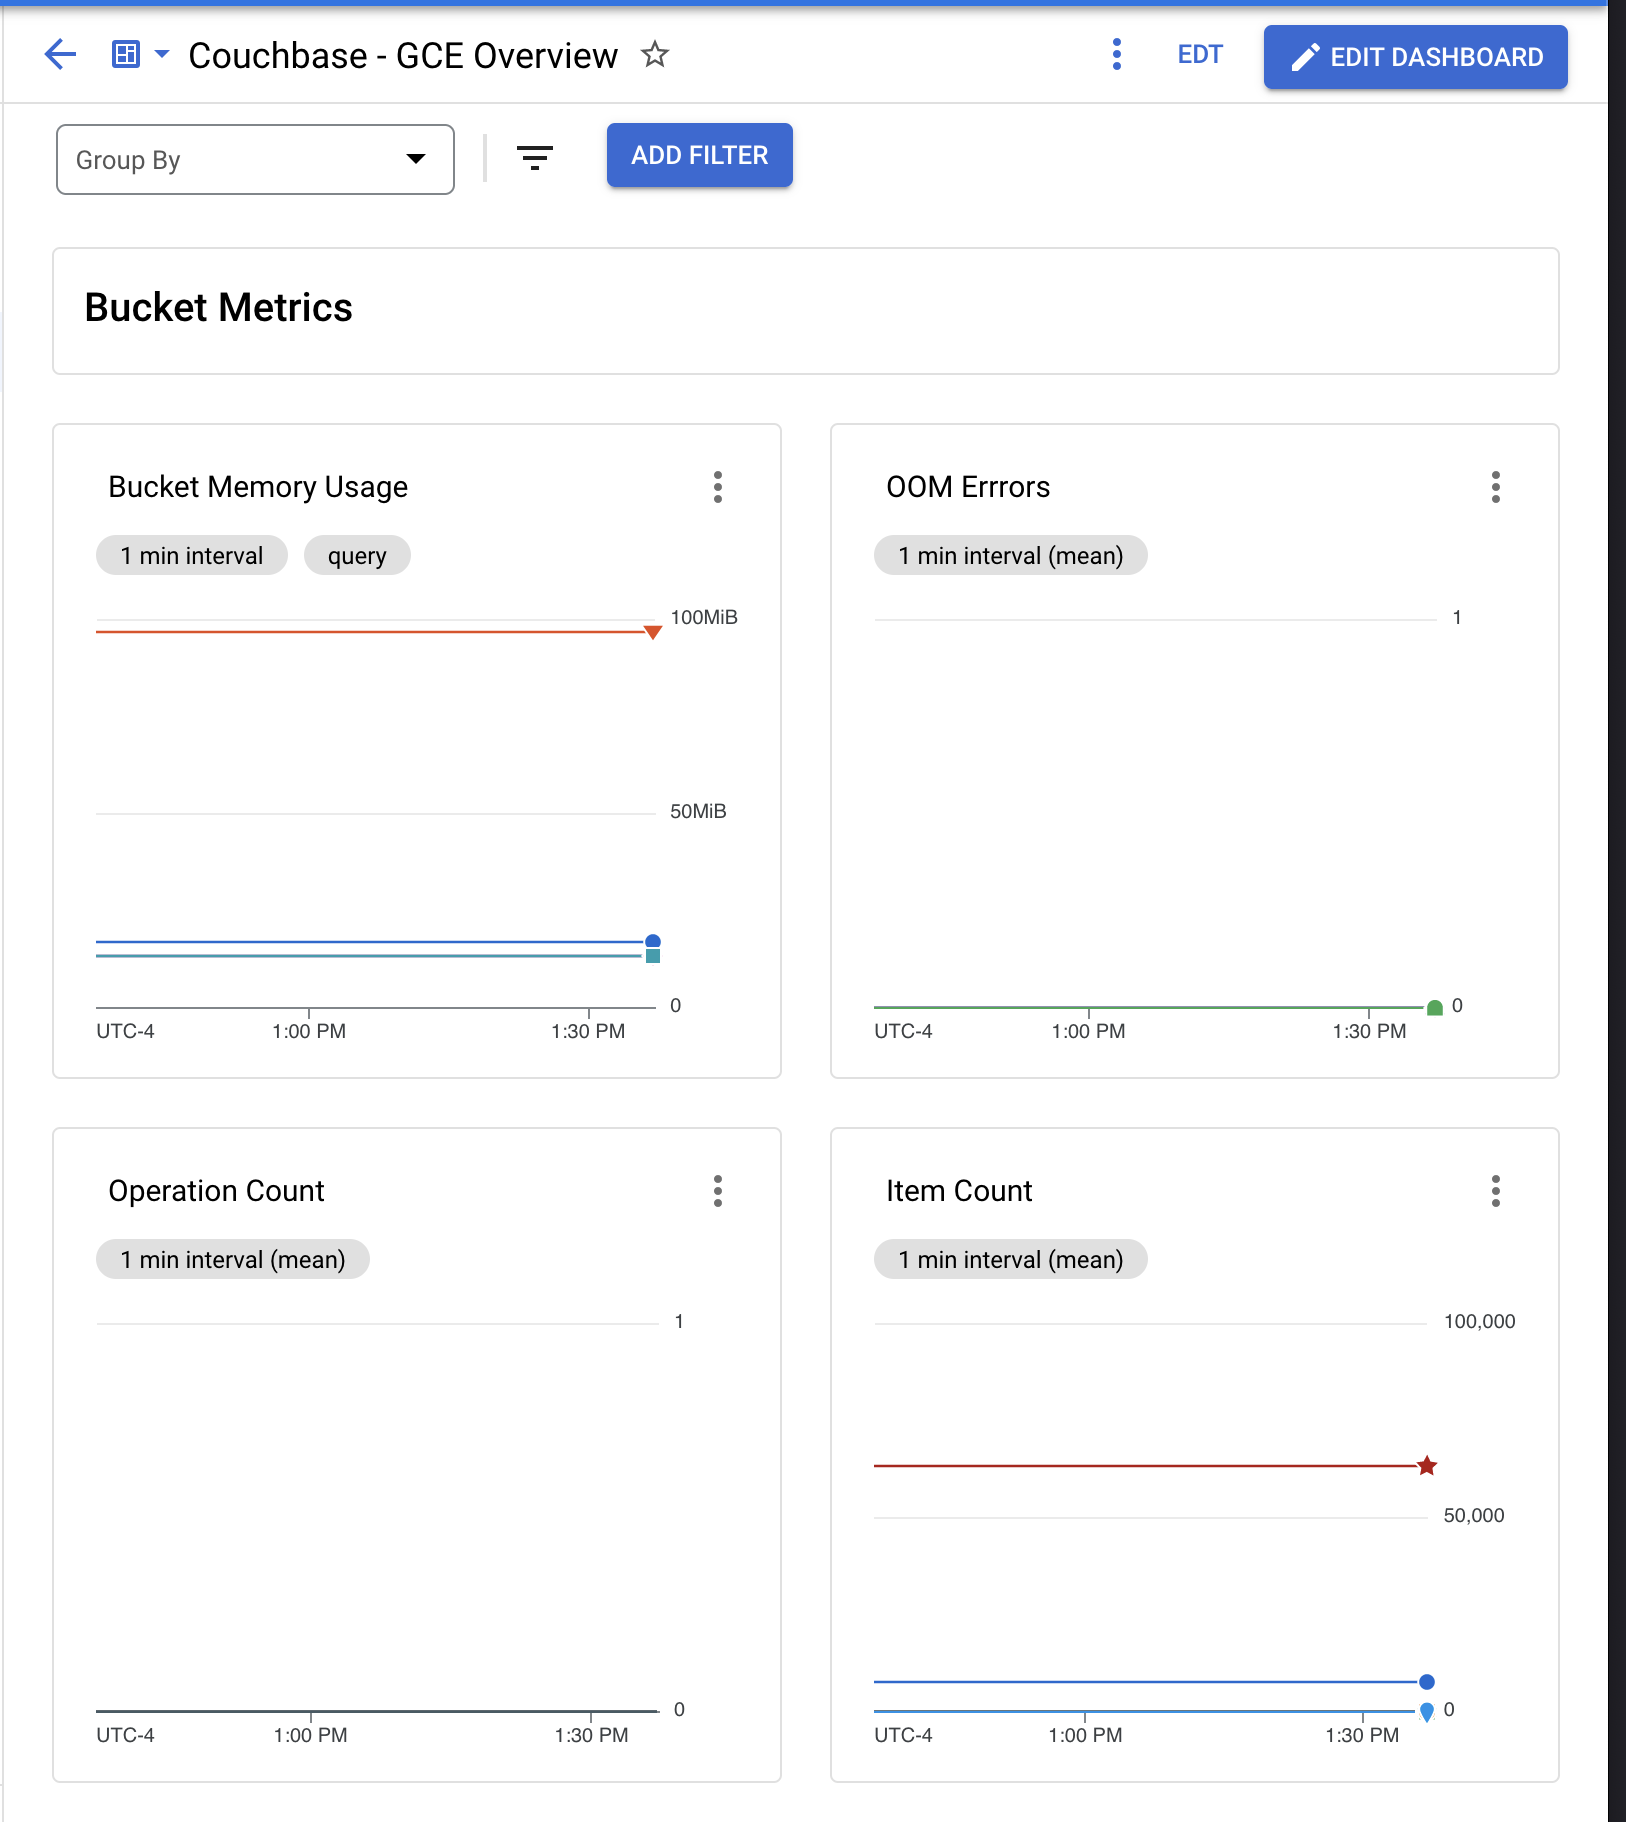 Couchbase - GCE Overview
EDT
EDIT DASHBOARD
Group By
ADD FILTER
Bucket Metrics
Bucket Memory Usage
1 min interval query
100MiB
50MiB
0
UTC-4 1:00 PM 1:30 PM
OOM Errrors
1 min interval (mean)
1
0
UTC-4 1:00 PM 1:30 PM
Operation Count
1 min interval (mean)
1
0
UTC-4 1:00 PM 1:30 PM
Item Count
1 min interval (mean)
100,000
50,000
0
UTC-4 1:00 PM 1:30 PM